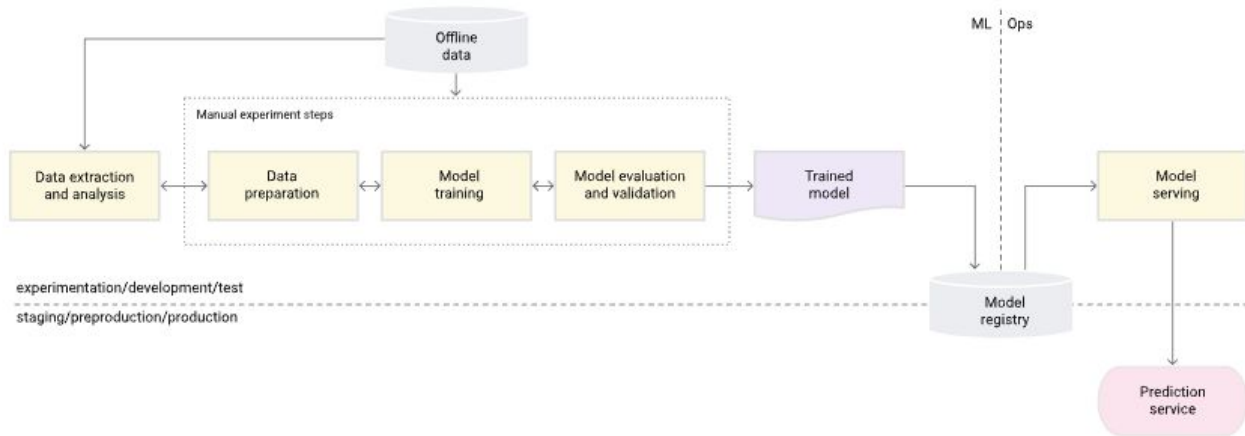 Offline
data
ML
Ops
Manual experiment steps
Data extraction
and analysis
Data
preparation
Model
training
Model evaluation
and validation
Trained
model
Model
serving
experimentation/development/test
staging/preproduction/production
Model
registry
Prediction
service